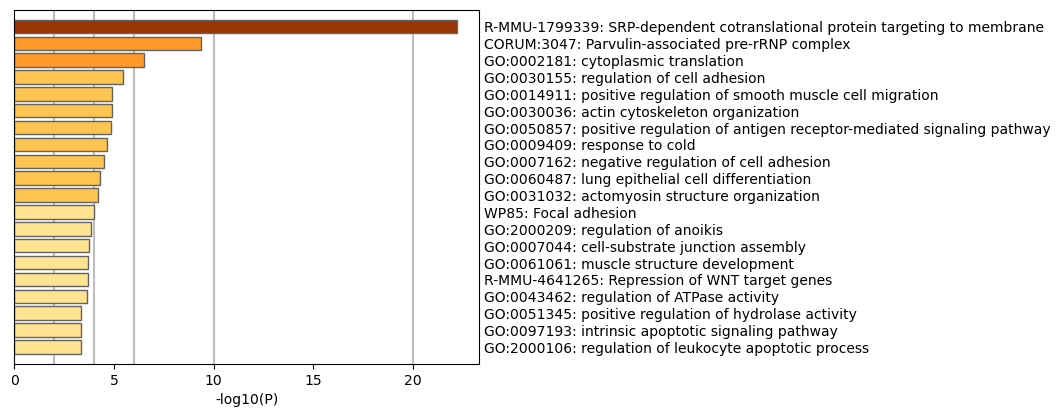 R-MMU-1799339: SRP-dependent cotranslational protein targeting to membrane
CORUM:3047: Parvulin-associated pre-rRNP complex
GO:0002181: cytoplasmic translation
GO:0030155: regulation of cell adhesion
GO:0014911: positive regulation of smooth muscle cell migration
GO:0030036: actin cytoskeleton organization
GO:0050857: positive regulation of antigen receptor-mediated signaling pathway
GO:0009409: response to cold
GO:0007162: negative regulation of cell adhesion
GO:0060487: lung epithelial cell differentiation
GO:0031032: actomyosin structure organization
WP85: Focal adhesion
GO:2000209: regulation of anoikis
GO:0007044: cell-substrate junction assembly
GO:0061061: muscle structure development
R-MMU-4641265: Repression of WNT target genes
GO:0043462: regulation of ATPase activity
GO:0051345: positive regulation of hydrolase activity
GO:0097193: intrinsic apoptotic signaling pathway
GO:2000106: regulation of leukocyte apoptotic process
0 5 10 15 20
-log10(P)